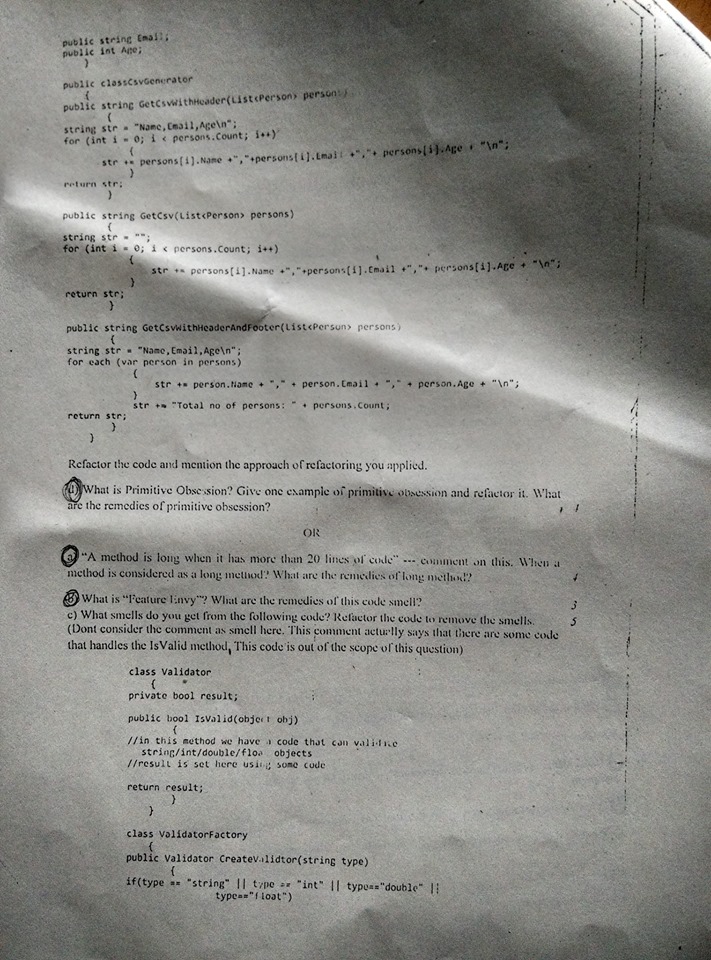 public string Email;
public int Age;
}
public classCsvGenerator
{
public string GetCsvWithHeader(List<Person> persons)
{
string str = "Name,Email,Age\n";
for (int i = 0; i < persons.Count; i++)
{
str += persons[i].Name +","+persons[i].Email +","+ persons[i].Age + "\n";
}
return str;
}
public string GetCsv(List<Person> persons)
{
string str = "";
for (int i = 0; i < persons.Count; i++)
{
str += persons[i].Name +","+persons[i].Email +","+ persons[i].Age + "\n";
}
return str;
}
public string GetCsvWithHeaderAndFooter(List<Person> persons)
{
string str = "Name,Email,Age\n";
for each (var person in persons)
{
str += person.Name + "," + person.Email + "," + person.Age + "\n";
}
str += "Total no of persons: " + persons.Count;
return str;
}
}
Refactor the code and mention the approach of refactoring you applied.
d) What is Primitive Obsession? Give one example of primitive obsession and refactor it. What
are the remedies of primitive obsession?
OR
a) "A method is long when it has more than 20 lines of code" --- comment on this. When a
method is considered as a long method? What are the remedies of long method? 4
b) What is "Feature Envy"? What are the remedies of this code smell? 3
c) What smells do you get from the following code? Refactor the code to remove the smells. 5
(Dont consider the comment as smell here. This comment actually says that there are some code
that handles the IsValid method, This code is out of the scope of this question)
class Validator
{
private bool result;
public bool IsValid(object obj)
{
//in this method we have a code that can validate
string/int/double/float objects
//result is set here using some code
return result;
}
}
class ValidatorFactory
{
public Validator CreateValidtor(string type)
{
if(type == "string" || type == "int" || type=="double" ||
type=="float")